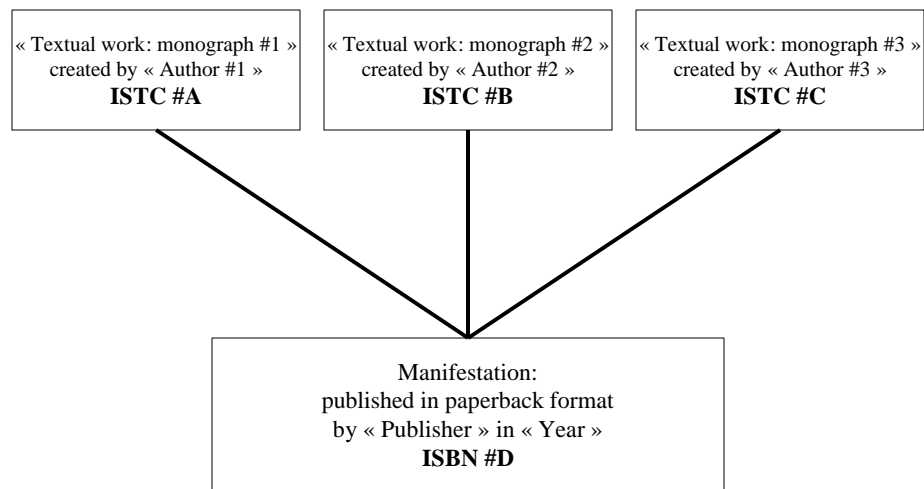 « Textual work: monograph #1 »
created by « Author #1 »
ISTC #A
« Textual work: monograph #2 »
created by « Author #2 »
ISTC #B
« Textual work: monograph #3 »
created by « Author #3 »
ISTC #C
Manifestation:
published in paperback format
by « Publisher » in « Year »
ISBN #D